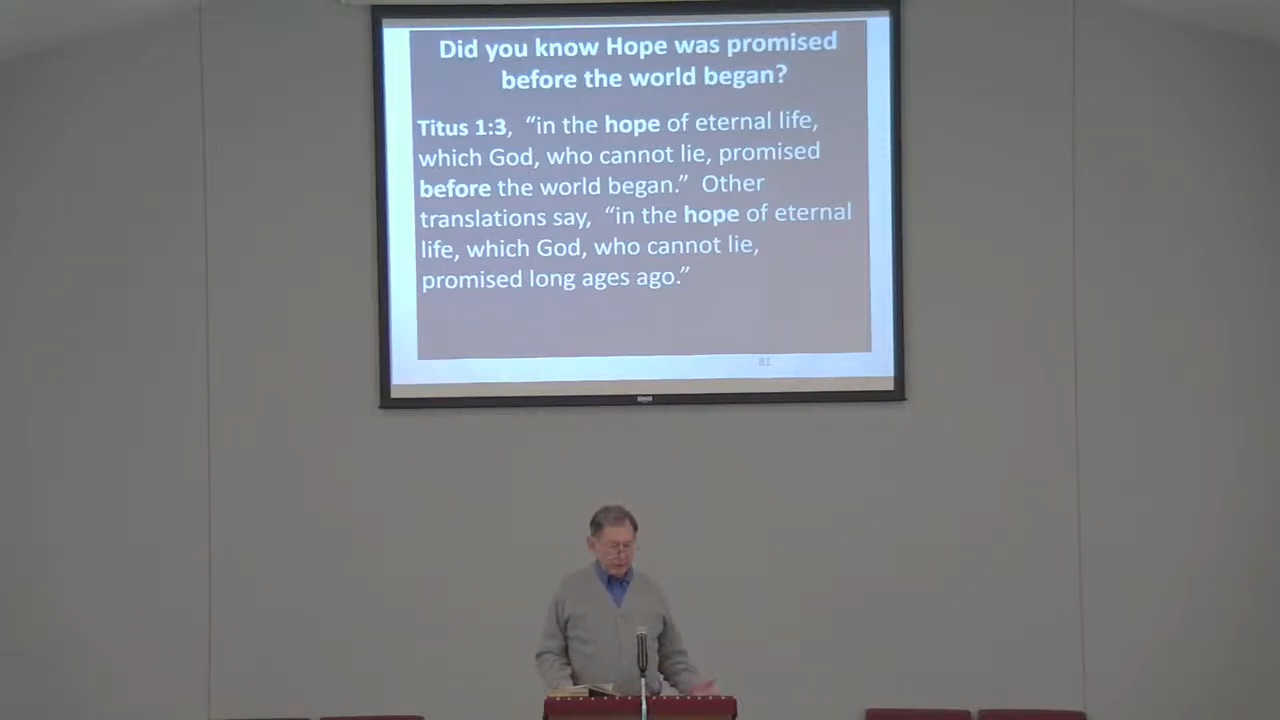 Did you know Hope was promised
before the world began?
Titus 1:3, “in the hope of eternal life,
which God, who cannot lie, promised
before the world began.” Other
translations say, “in the hope of eternal
life, which God, who cannot lie,
promised long ages ago.”
81